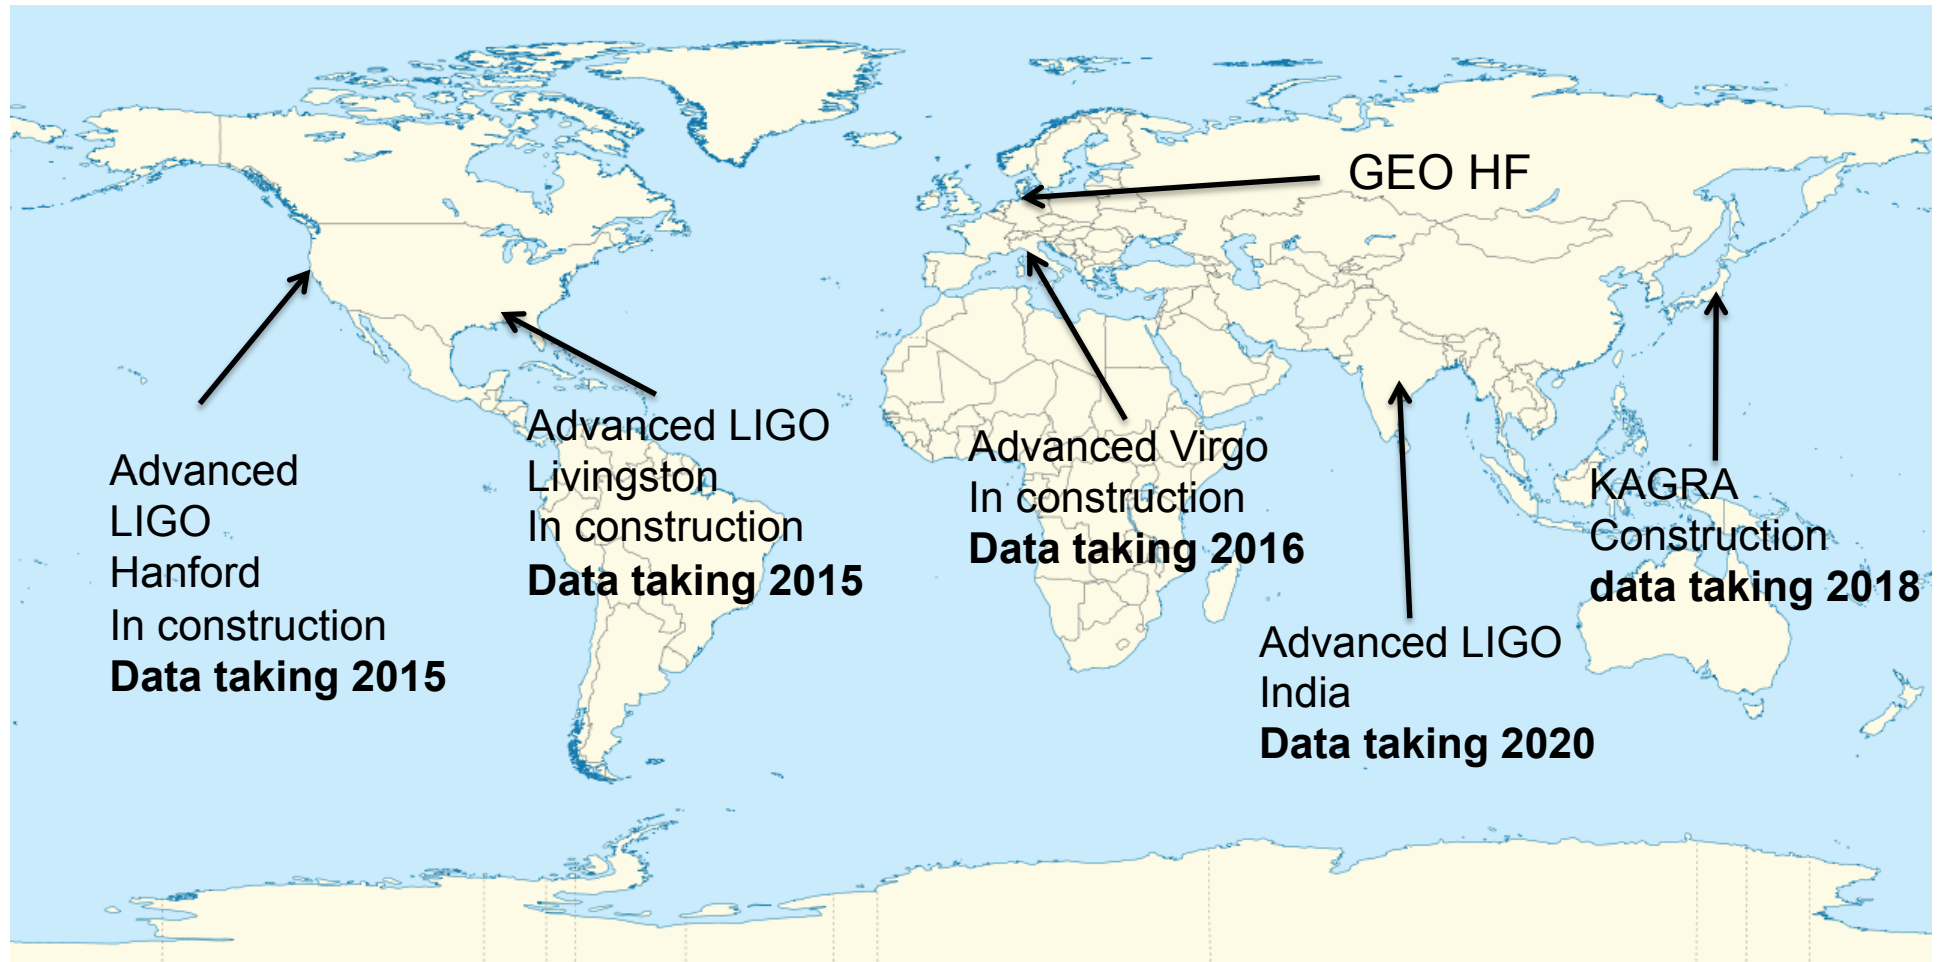 GEO HF
Advanced
LIGO
Hanford
In construction
Data taking 2015
Advanced LIGO
Livingston
In construction
Data taking 2015
Advanced Virgo
In construction
Data taking 2016
Advanced LIGO
India
Data taking 2020
KAGRA
Construction
data taking 2018